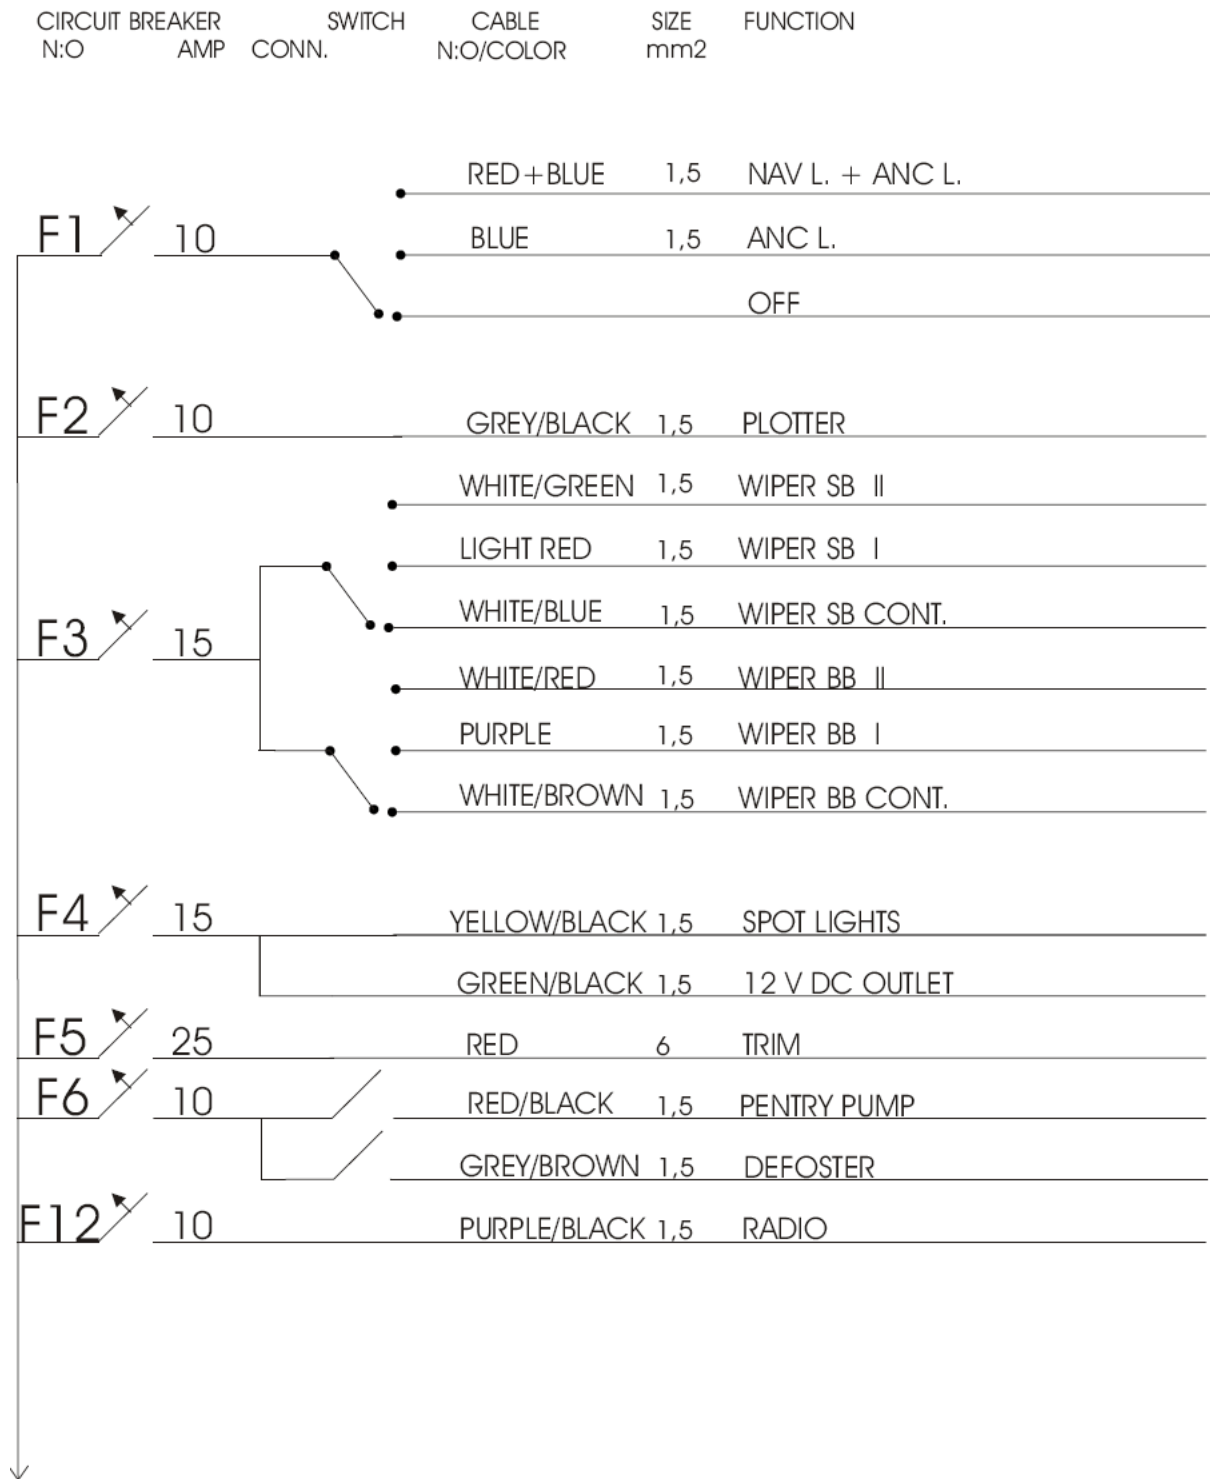 CIRCUIT BREAKER SWITCH CABLE SIZE FUNCTION
N:O AMP CONN. N:O/COLOR mm2
RED+BLUE 1,5 NAV L. + ANC L.
F1 10 BLUE 1,5 ANC L.
OFF
F2 10 GREY/BLACK 1,5 PLOTTER
WHITE/GREEN 1,5 WIPER SB II
LIGHT RED 1,5 WIPER SB I
WHITE/BLUE 1,5 WIPER SB CONT.
F3 15
WHITE/RED 1,5 WIPER BB II
PURPLE 1,5 WIPER BB I
WHITE/BROWN 1,5 WIPER BB CONT.
F4 15 YELLOW/BLACK 1,5 SPOT LIGHTS
GREEN/BLACK 1,5 12 V DC OUTLET
F5 25 RED 6 TRIM
F6 10 RED/BLACK 1,5 PENTRY PUMP
GREY/BROWN 1,5 DEFOSTER
F12 10 PURPLE/BLACK 1,5 RADIO